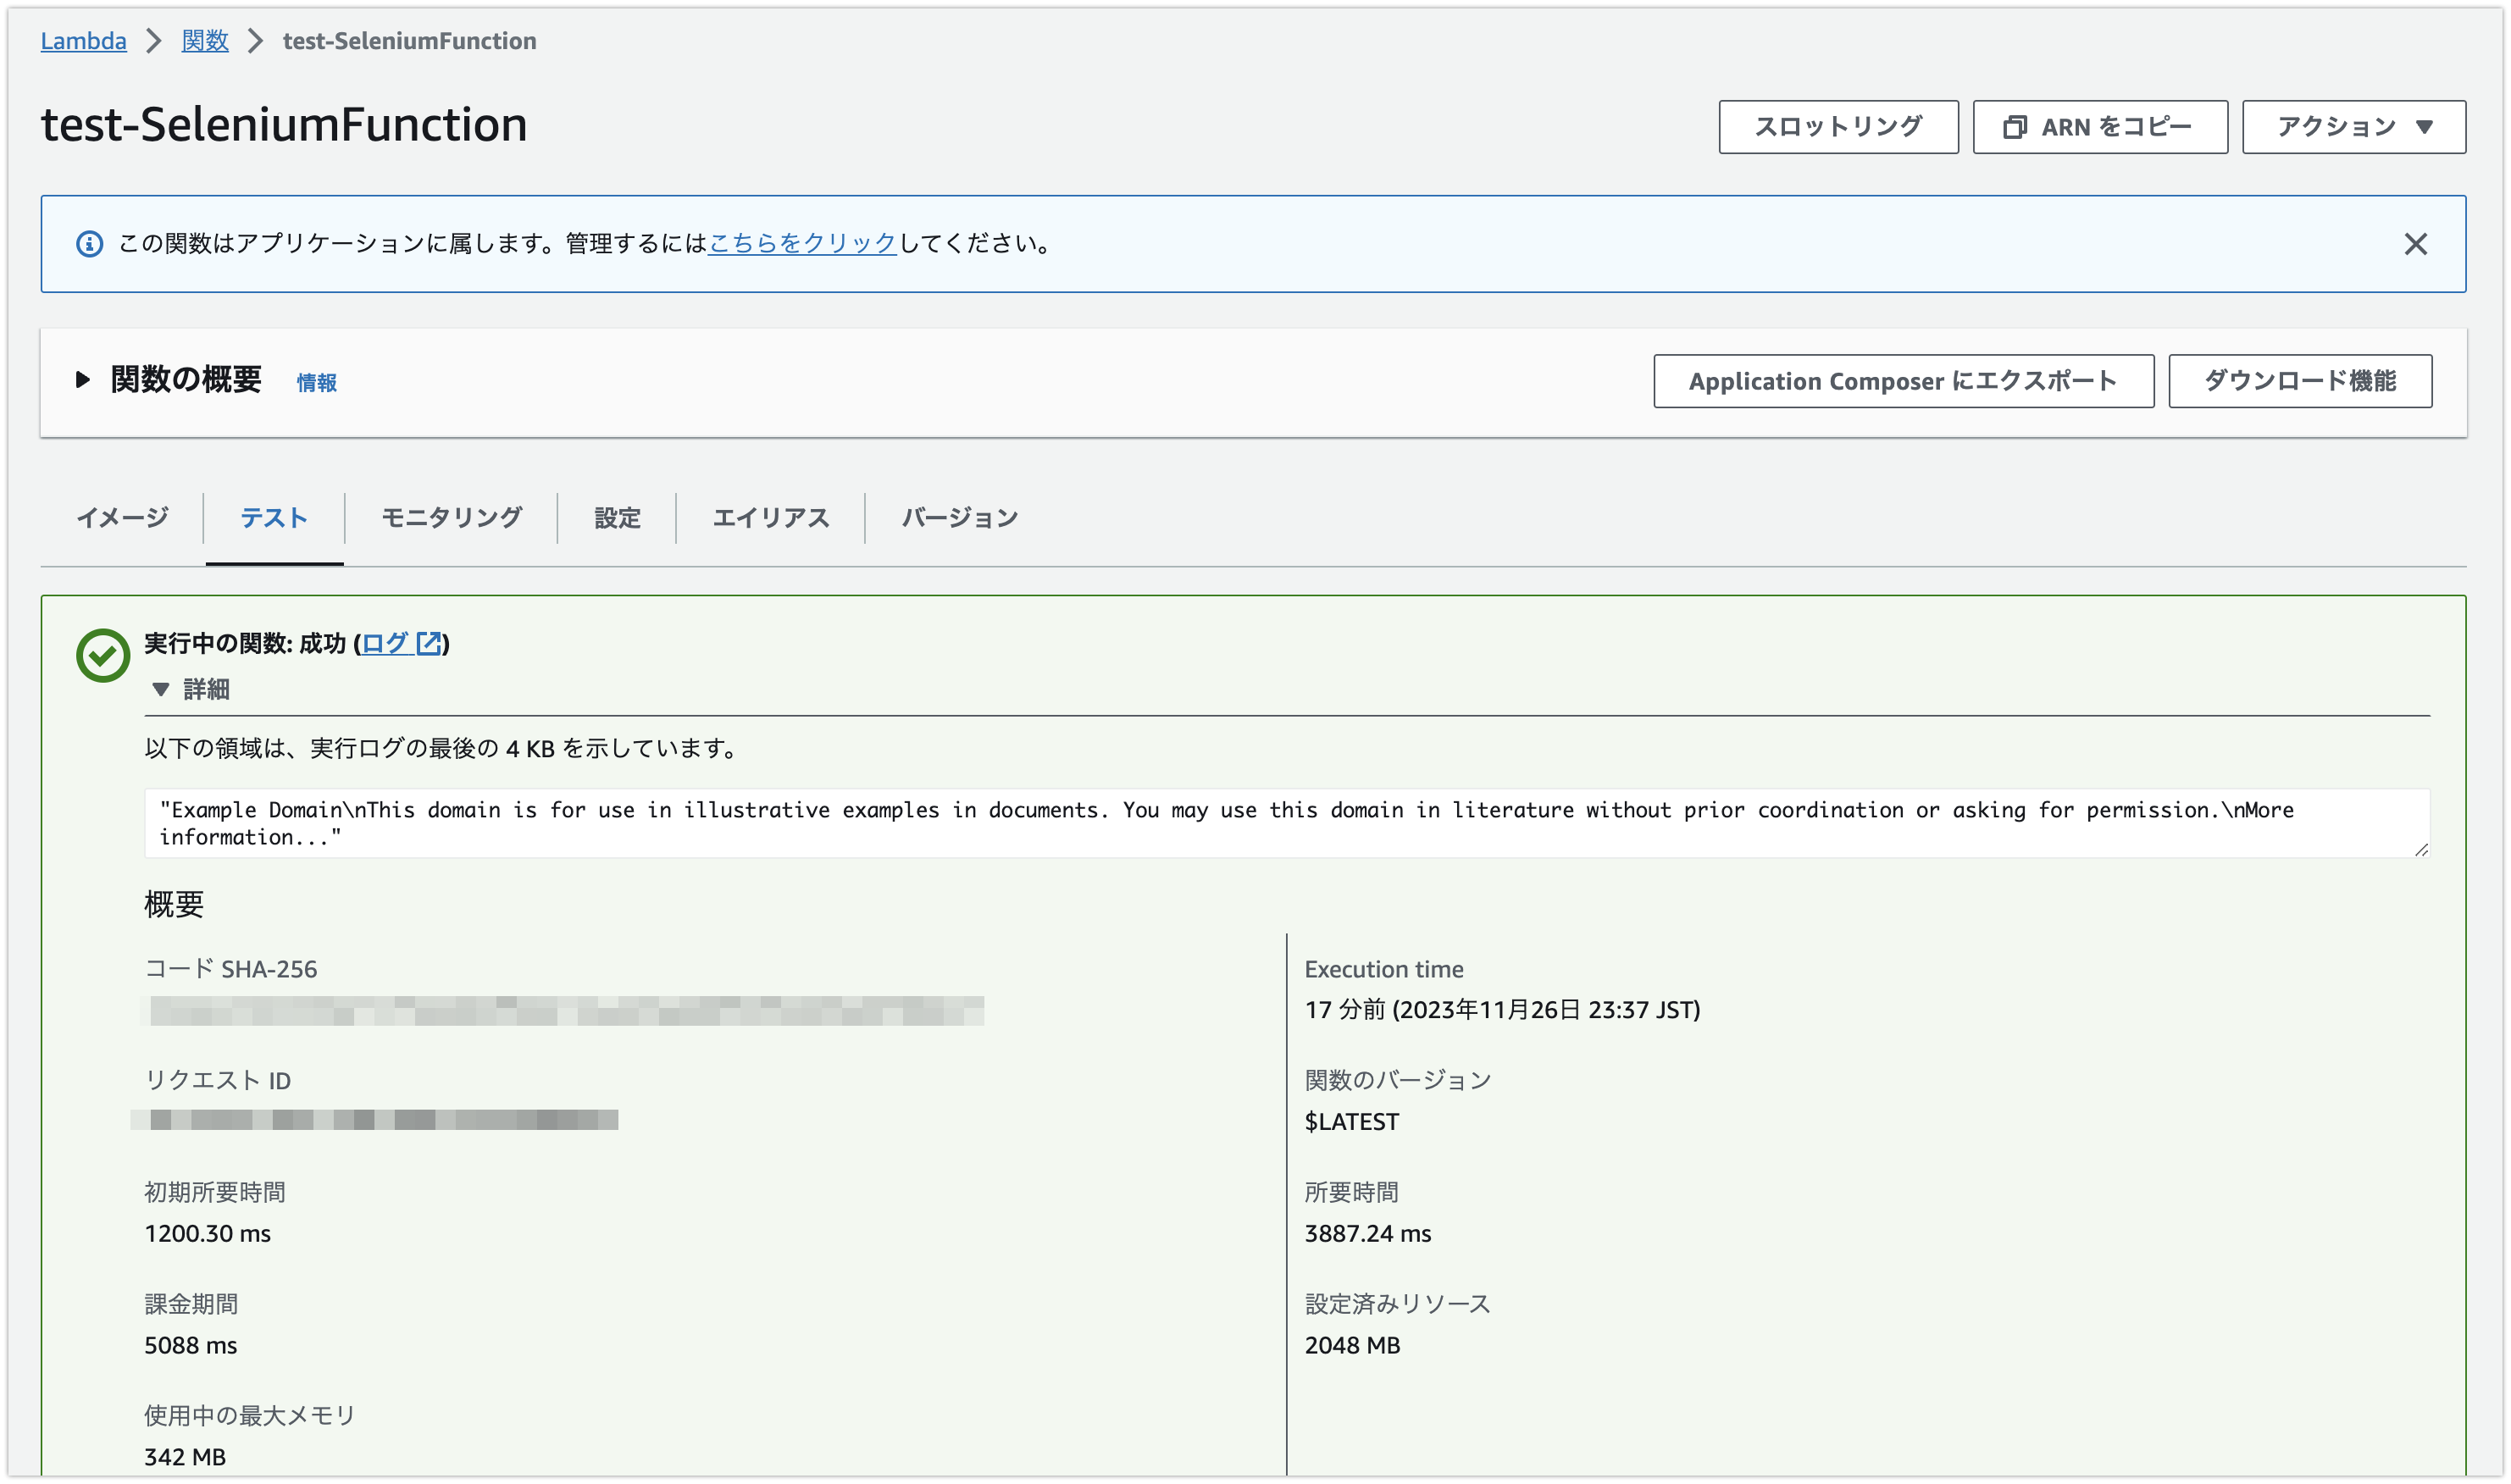 Lambda > 関数 > test-SeleniumFunction
test-SeleniumFunction
スロットリング
ARN をコピー
アクション
この関数はアプリケーションに属します。管理するにはこちらをクリックしてください。
関数の概要 情報
Application Composer にエクスポート
ダウンロード機能
イメージ
テスト
モニタリング
設定
エイリアス
バージョン
実行中の関数: 成功 (ログ)
詳細
以下の領域は、実行ログの最後の 4 KB を示しています。
"Example Domain\nThis domain is for use in illustrative examples in documents. You may use this domain in literature without prior coordination or asking for permission.\nMore
information..."
概要
コード SHA-256
Execution time
17 分前 (2023年11月26日 23:37 JST)
リクエスト ID
関数のバージョン
$LATEST
初期所要時間
1200.30 ms
所要時間
3887.24 ms
課金期間
5088 ms
設定済みリソース
2048 MB
使用中の最大メモリ
342 MB